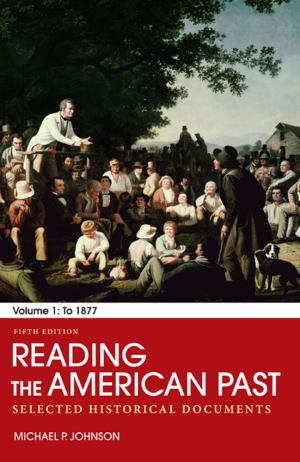 Volume 1: To 1877
FIFTH EDITION
READING
THE AMERICAN PAST
SELECTED HISTORICAL DOCUMENTS
MICHAEL P. JOHNSON